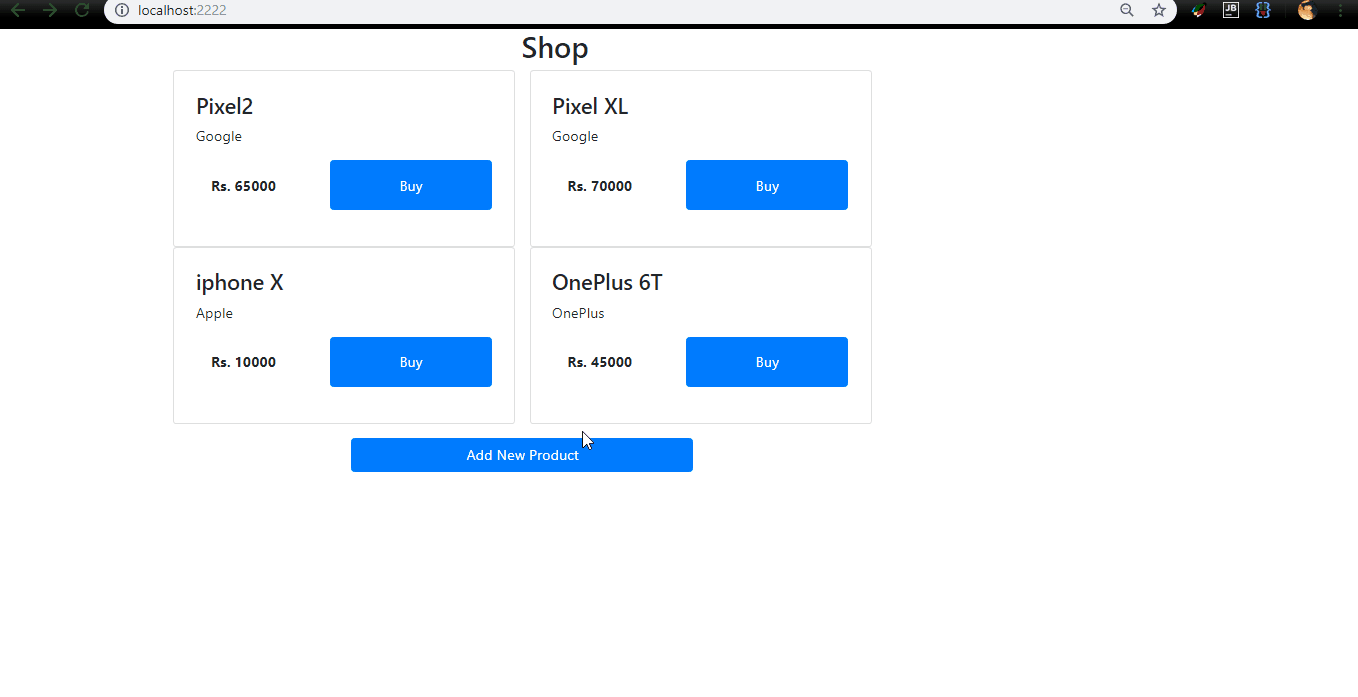 localhost:2222
JB
Shop
Pixel2
Google
Rs. 65000
Buy
Pixel XL
Google
Rs. 70000
Buy
iphone X
Apple
Rs. 10000
Buy
OnePlus 6T
OnePlus
Rs. 45000
Buy
Add New Product